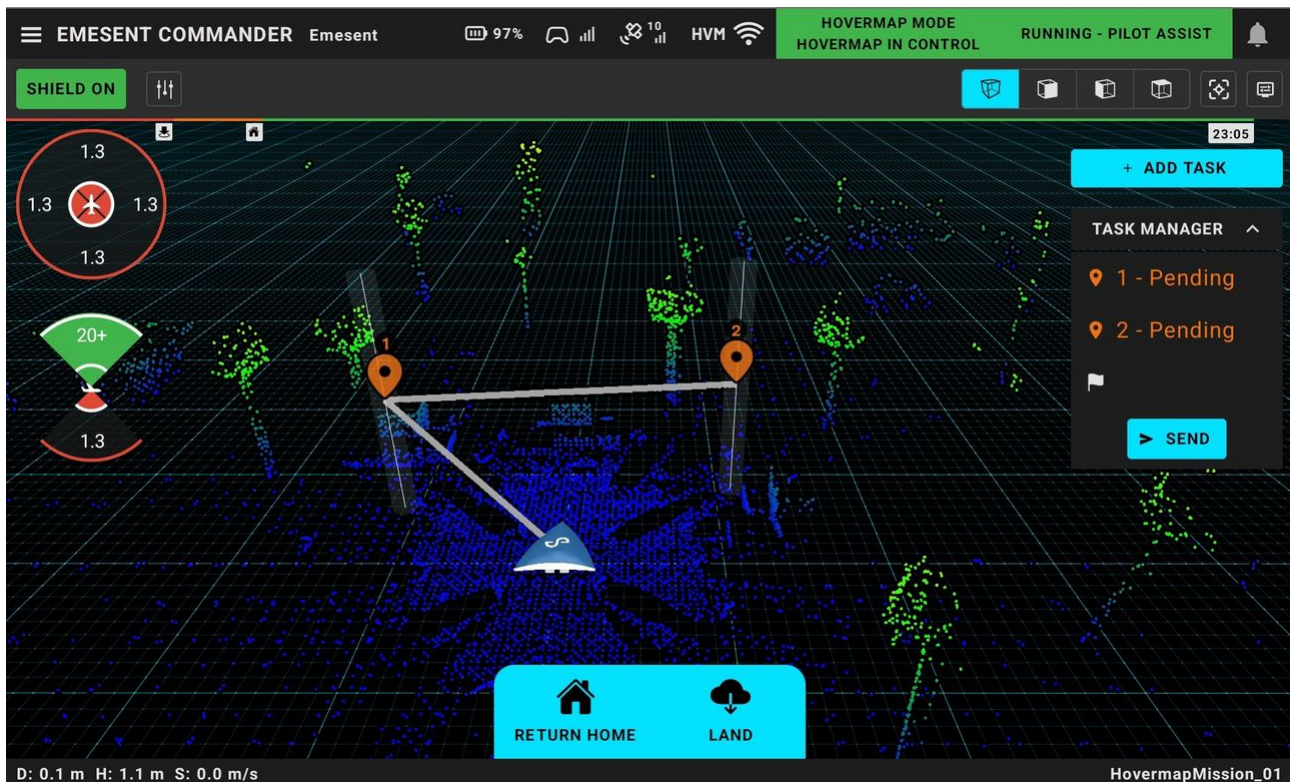 EMESENT COMMANDER Emesent 97% 10 HVM
HOVERMAP MODE
HOVERMAP IN CONTROL
RUNNING - PILOT ASSIST
SHIELD ON
23:05
1.3
1.3 1.3
1.3
20+
1.3
1
2
+ ADD TASK
TASK MANAGER
1 - Pending
2 - Pending
SEND
RETURN HOME LAND
D: 0.1 m H: 1.1 m S: 0.0 m/s HovermapMission_01